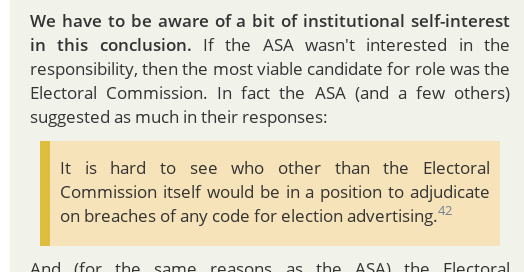 We have to be aware of a bit of institutional self-interest
in this conclusion. If the ASA wasn't interested in the
responsibility, then the most viable candidate for role was the
Electoral Commission. In fact the ASA (and a few others)
suggested as much in their responses:
It is hard to see who other than the Electoral
Commission itself would be in a position to adjudicate
on breaches of any code for election advertising.42
And (for the same reasons as the ASA) the Electoral